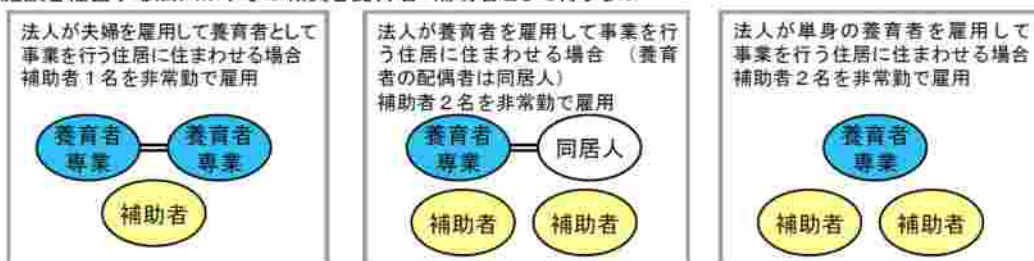 法人が夫婦を雇用して養育者として
事業を行う住居に住まわせる場合
補助者1名を非常勤で雇用
養育者
専業
養育者
専業
補助者
法人が養育者を雇用して事業を行
う住居に住まわせる場合 (養育
者の配偶者は同居人)
補助者2名を非常勤で雇用
養育者
専業
同居人
補助者
補助者
法人が単身の養育者を雇用して
事業を行う住居に住まわせる場合
補助者2名を非常勤で雇用
養育者
専業
補助者
補助者